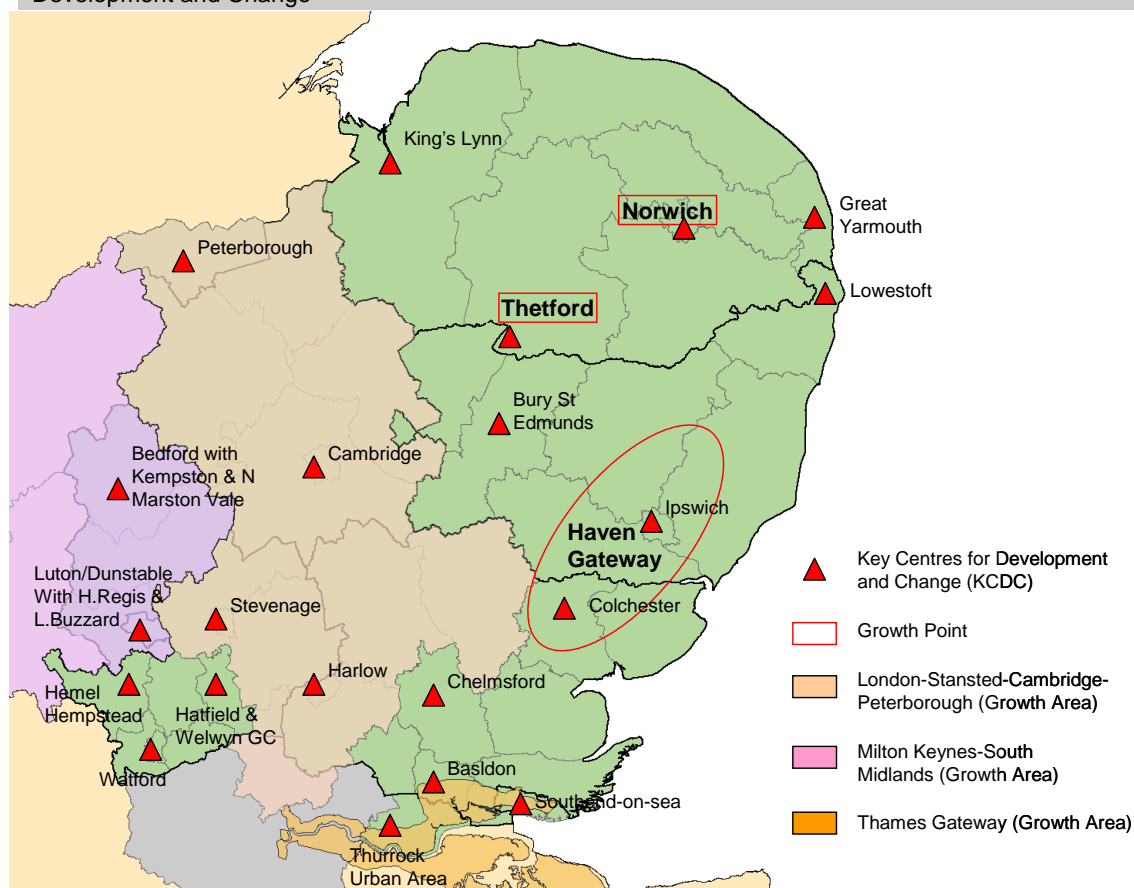 Development and Change
King's Lynn
Norwich
Great
Yarmouth
Peterborough
Lowestoft
Thetford
Bury St
Edmunds
Bedford with
Kempston & N
Marston Vale
Cambridge
Ipswich
Haven
Gateway
Luton/Dunstable
With H.Regis &
L.Buzzard
Stevenage
Colchester
Hemel
Hempstead
Hatfield &
Welwyn GC
Harlow
Chelmsford
Watford
Basldon
Southend-on-sea
Thurrock
Urban Area
Key Centres for Development
and Change (KCDC)
Growth Point
London-Stansted-Cambridge-
Peterborough (Growth Area)
Milton Keynes-South
Midlands (Growth Area)
Thames Gateway (Growth Area)